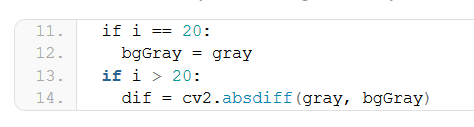 11. if i == 20:
12.   bgGray = gray
13. if i > 20:
14.   dif = cv2.absdiff(gray, bgGray)